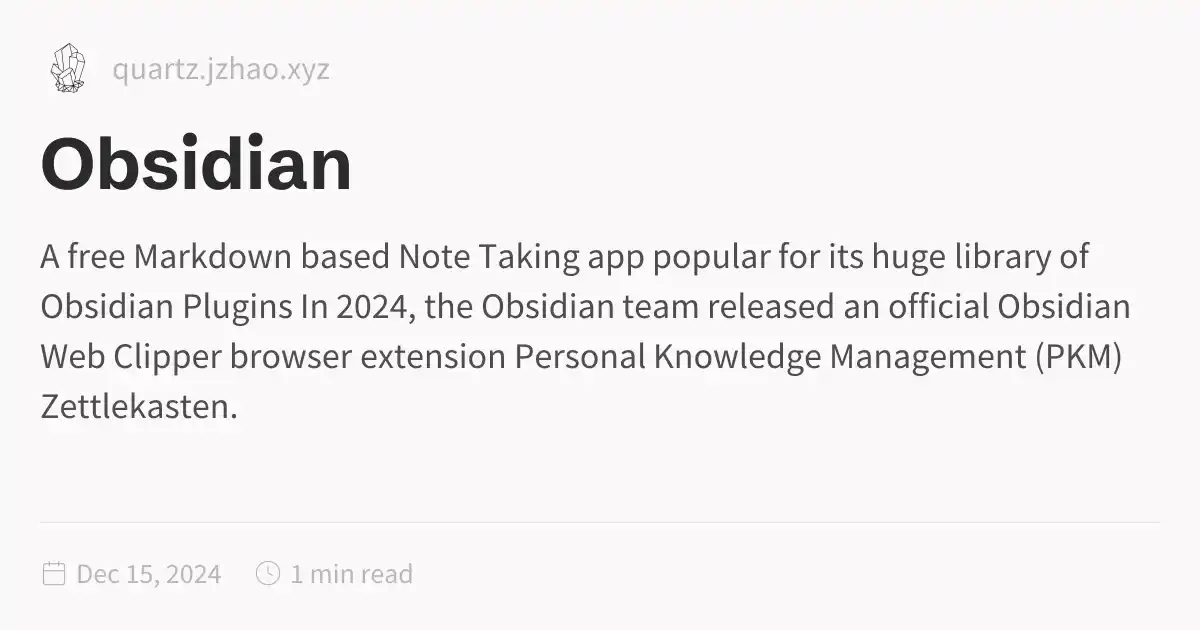 quartz.jzhao.xyz
Obsidian
A free Markdown based Note Taking app popular for its huge library of
Obsidian Plugins In 2024, the Obsidian team released an official Obsidian
Web Clipper browser extension Personal Knowledge Management (PKM)
Zettlekasten.
Dec 15, 2024 1 min read